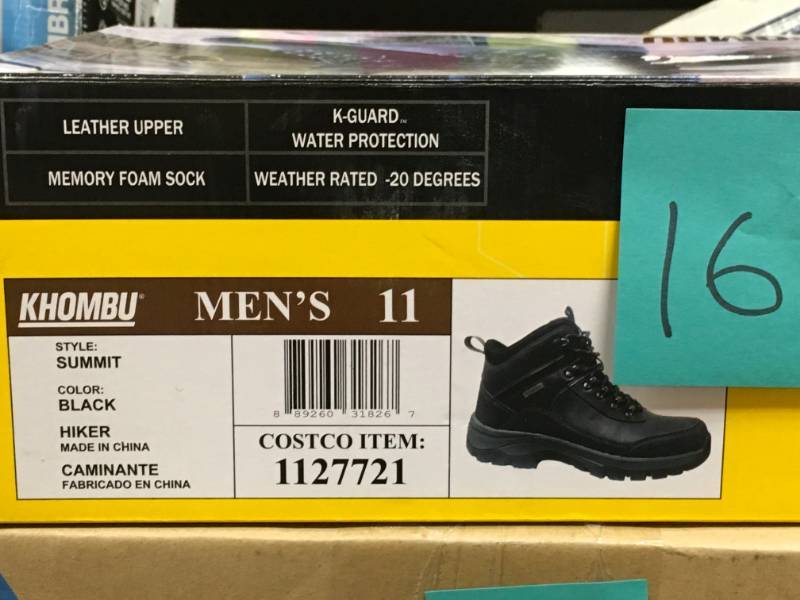 LEATHER UPPER
K-GUARD™
WATER PROTECTION
MEMORY FOAM SOCK
WEATHER RATED -20 DEGREES
16
KHOMBU®
MEN'S 11
STYLE:
SUMMIT
COLOR:
BLACK
HIKER
MADE IN CHINA
CAMINANTE
FABRICADO EN CHINA
8 89260 31826 7
COSTCO ITEM:
1127721